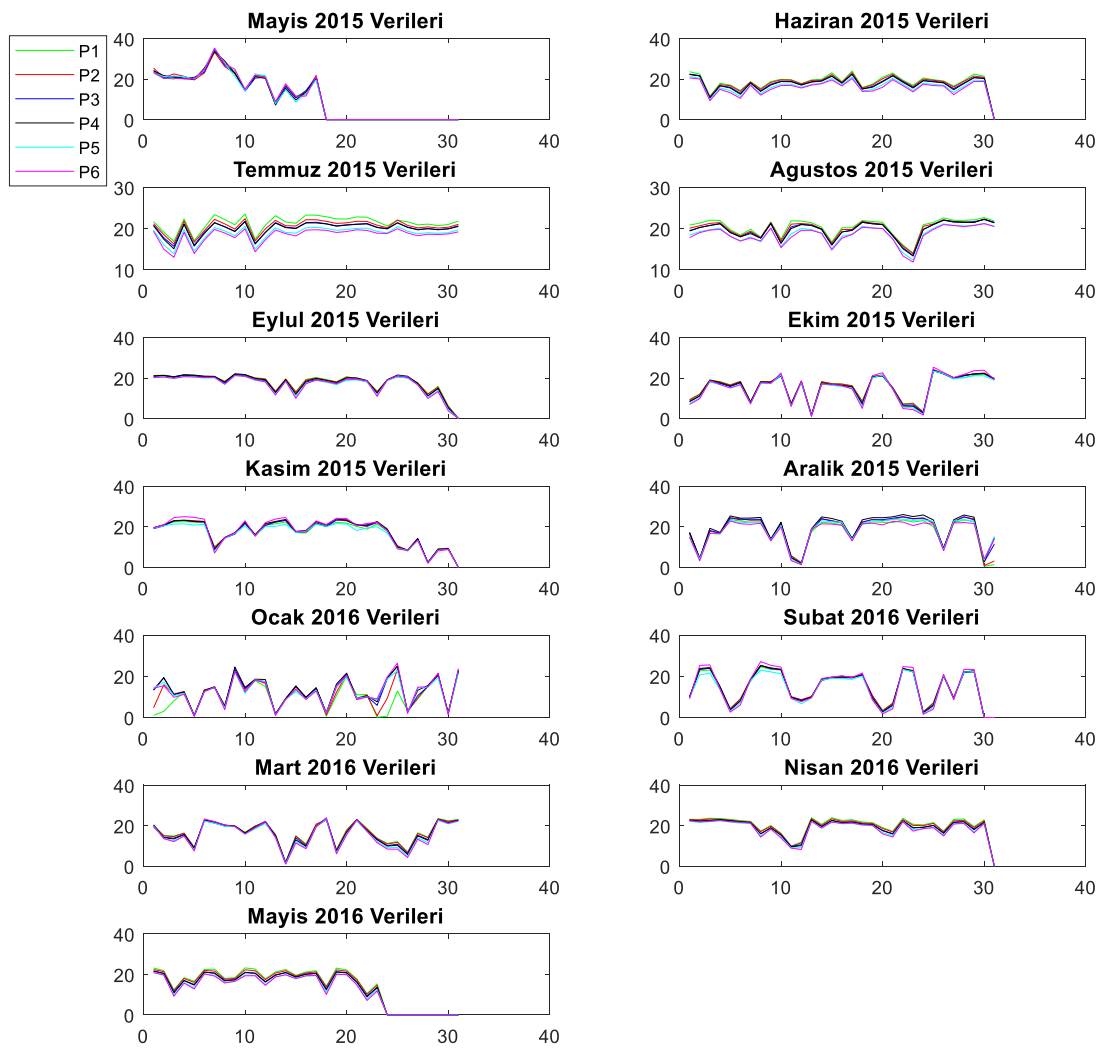 Mayis 2015 Verileri
Haziran 2015 Verileri
P1
P2
P3
P4
P5
P6
40
20
0
0 10 20 30 40
40
20
0
0 10 20 30 40
Temmuz 2015 Verileri
Agustos 2015 Verileri
30
20
10
0 10 20 30 40
30
20
10
0 10 20 30 40
Eylul 2015 Verileri
Ekim 2015 Verileri
40
20
0
0 10 20 30 40
40
20
0
0 10 20 30 40
Kasim 2015 Verileri
Aralik 2015 Verileri
40
20
0
0 10 20 30 40
40
20
0
0 10 20 30 40
Ocak 2016 Verileri
Subat 2016 Verileri
40
20
0
0 10 20 30 40
40
20
0
0 10 20 30 40
Mart 2016 Verileri
Nisan 2016 Verileri
40
20
0
0 10 20 30 40
40
20
0
0 10 20 30 40
Mayis 2016 Verileri
40
20
0
0 10 20 30 40